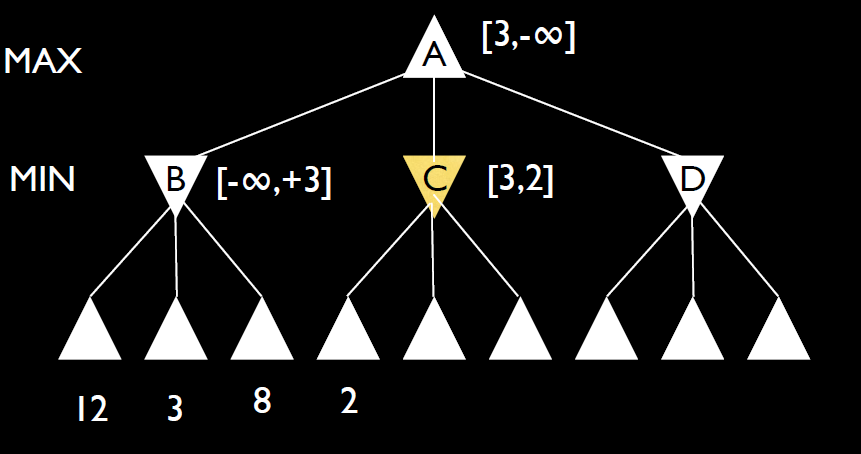 MAX A [3,-∞]
MIN B [-∞,+3] C [3,2] D
12 3 8 2